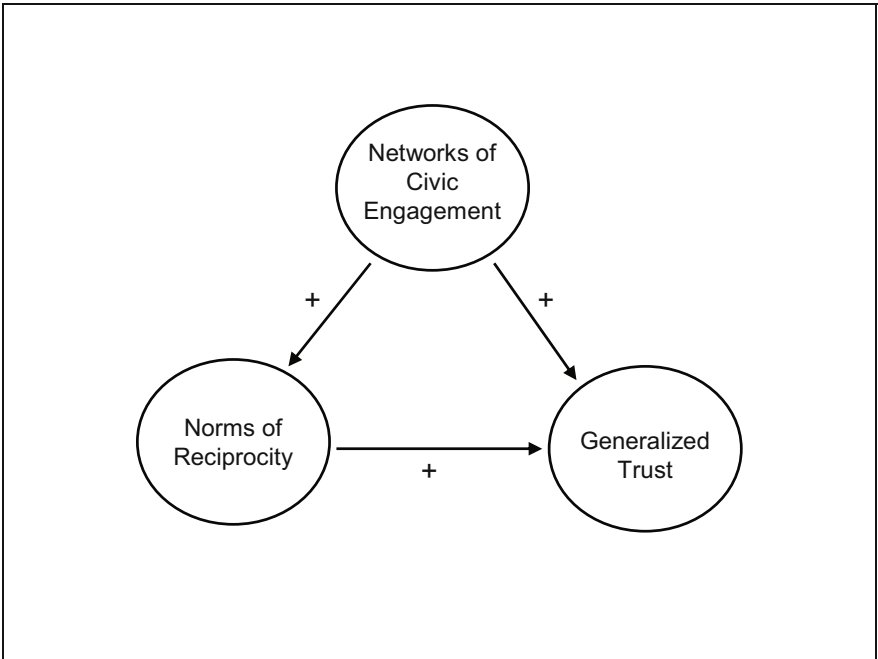 Networks of
Civic
Engagement
+
+
Norms of
Reciprocity
Generalized
Trust
+